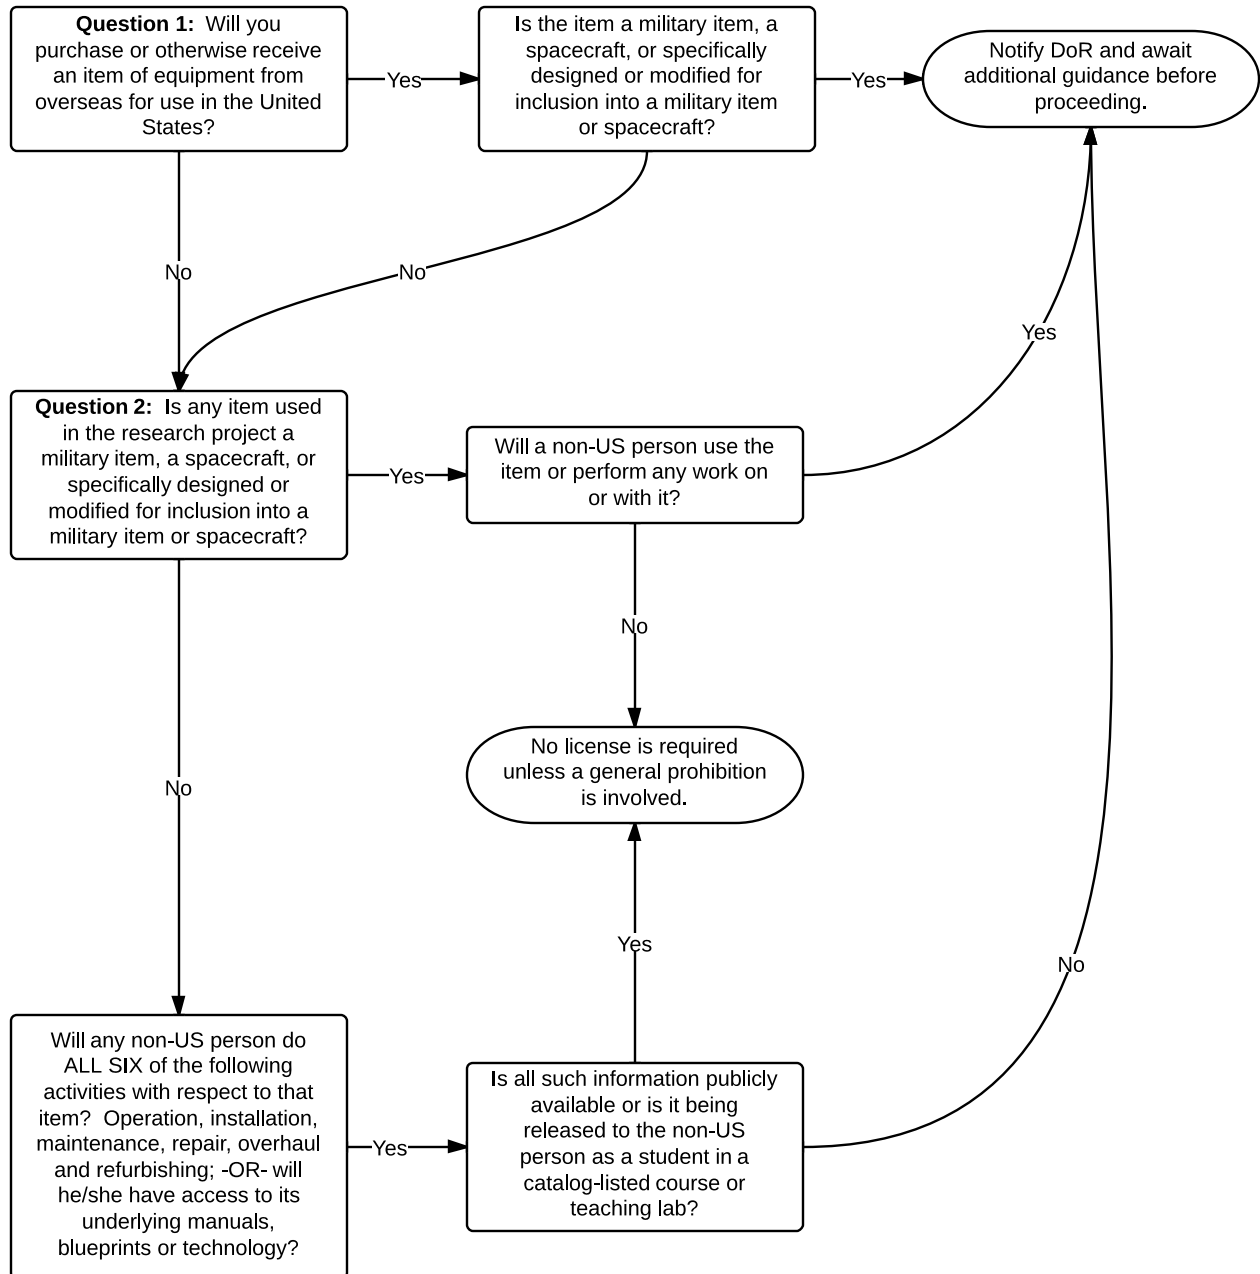 Question 1: Will you
purchase or otherwise receive
an item of equipment from
overseas for use in the United
States?
Yes
Is the item a military item, a
spacecraft, or specifically
designed or modified for
inclusion into a military item
or spacecraft?
Yes
Notify DoR and await
additional guidance before
proceeding.
No
No
Yes
Question 2: Is any item used
in the research project a
military item, a spacecraft, or
specifically designed or
modified for inclusion into a
military item or spacecraft?
Yes
Will a non-US person use the
item or perform any work on
or with it?
No
No license is required
unless a general prohibition
is involved.
No
Yes
No
Will any non-US person do
ALL SIX of the following
activities with respect to that
item? Operation, installation,
maintenance, repair, overhaul
and refurbishing; -OR- will
he/she have access to its
underlying manuals,
blueprints or technology?
Yes
Is all such information publicly
available or is it being
released to the non-US
person as a student in a
catalog-listed course or
teaching lab?